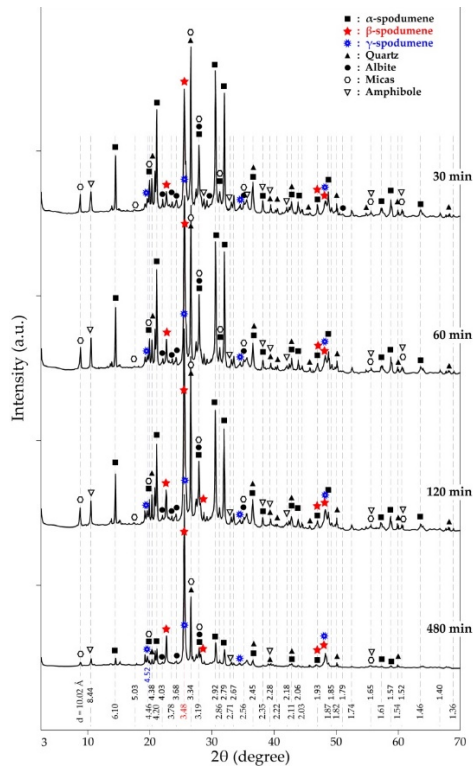 ■ : α-spodumene
★ : β-spodumene
✸ : γ-spodumene
▲ : Quartz
● : Albite
○ : Micas
▽ : Amphibole
30 min
60 min
120 min
480 min
Intensity (a.u.)
d = 10.02 Å
8.44
6.10
5.03
4.52
4.46
4.38
4.20
4.03
3.78
3.68
3.48
3.34
3.19
2.92
2.86
2.79
2.71
2.67
2.56
2.45
2.35
2.28
2.22
2.18
2.11
2.06
2.03
1.93
1.87
1.85
1.82
1.79
1.74
1.65
1.61
1.57
1.54
1.52
1.46
1.40
1.36
3 10 20 30 40 50 60 70
2θ (degree)